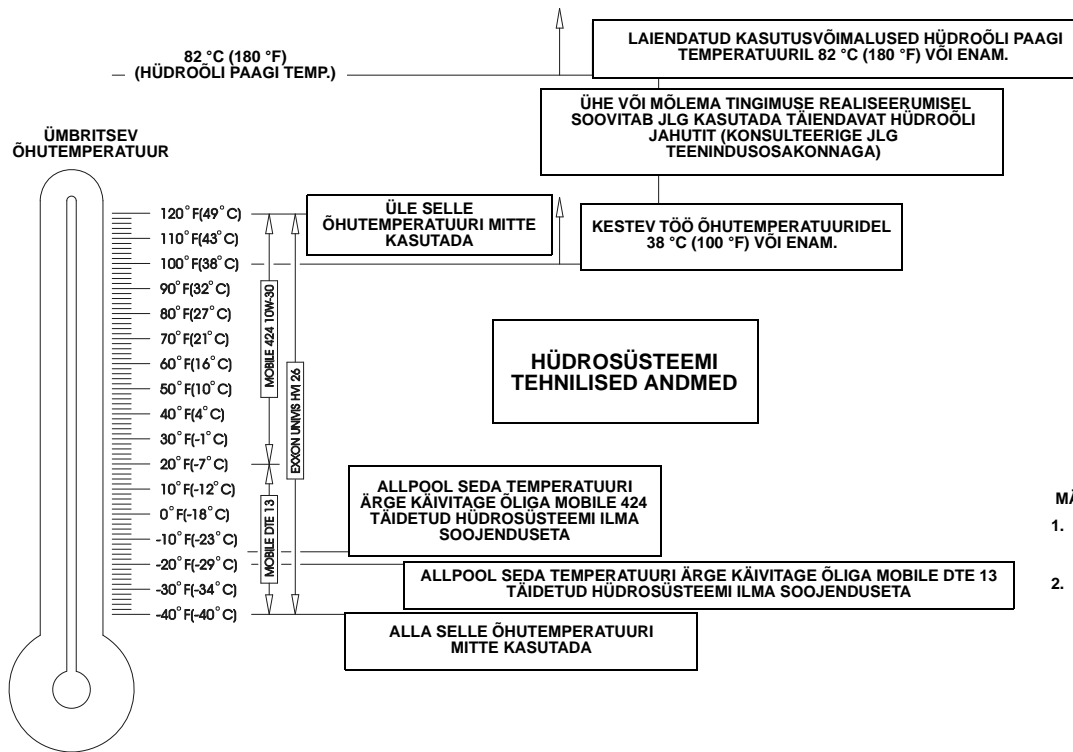 82 °C (180 °F)
(HÜDROÕLI PAAGI TEMP.)
LAIENDATUD KASUTUSVÕIMALUSED HÜDROÕLI PAAGI
TEMPERATUURIL 82 °C (180 °F) VÕI ENAM.
ÜHE VÕI MÕLEMA TINGIMUSE REALISEERUMISEL
SOOVITAB JLG KASUTADA TÄIENDAVAT HÜDROÕLI
JAHUTIT (KONSULTEERIGE JLG
TEENINDUSOSAKONNAGA)
ÜMBRITSEV
ÕHUTEMPERATUUR
ÜLE SELLE
ÕHUTEMPERATUURI MITTE
KASUTADA
KESTEV TÖÖ ÕHUTEMPERATUURIDEL
38 °C (100 °F) VÕI ENAM.
120°F(49°C)
110°F(43°C)
100°F(38°C)
90°F(32°C)
80°F(27°C)
70°F(21°C)
60°F(16°C)
50°F(10°C)
40°F(4°C)
30°F(-1°C)
20°F(-7°C)
10°F(-12°C)
0°F(-18°C)
-10°F(-23°C)
-20°F(-29°C)
-30°F(-34°C)
-40°F(-40°C)
MOBILE 424 10W-30
MOBILE DTE 13
EXXON UNIVIS HVI 26
HÜDROSÜSTEEMI
TEHNILISED ANDMED
ALLPOOL SEDA TEMPERATUURI
ÄRGE KÄIVITAGE ÕLIGA MOBILE 424
TÄIDETUD HÜDROSÜSTEEMI ILMA
SOOJENDUSETA
ALLPOOL SEDA TEMPERATUURI ÄRGE KÄIVITAGE ÕLIGA MOBILE DTE 13
TÄIDETUD HÜDROSÜSTEEMI ILMA SOOJENDUSETA
ALLA SELLE ÕHUTEMPERATUURI
MITTE KASUTADA
1.
2.